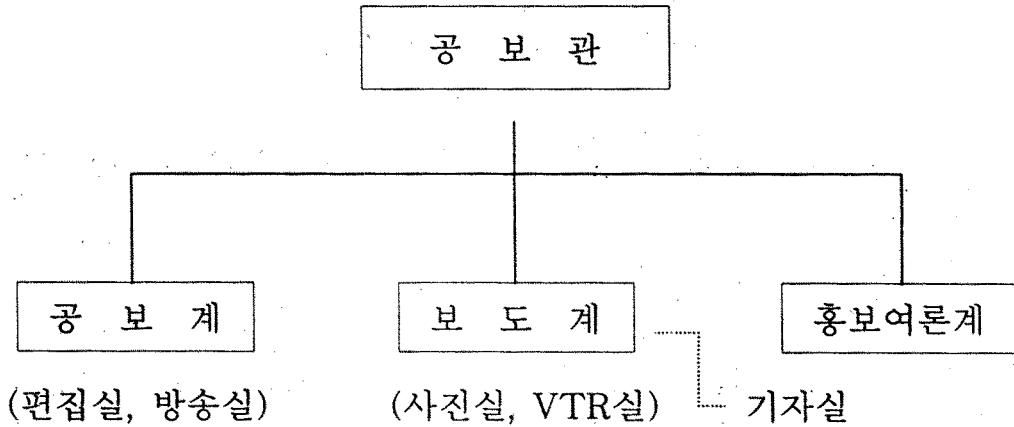 공 보 관
공 보 계 보 도 계 홍보여론계
(편집실, 방송실) (사진실, VTR실) 기자실